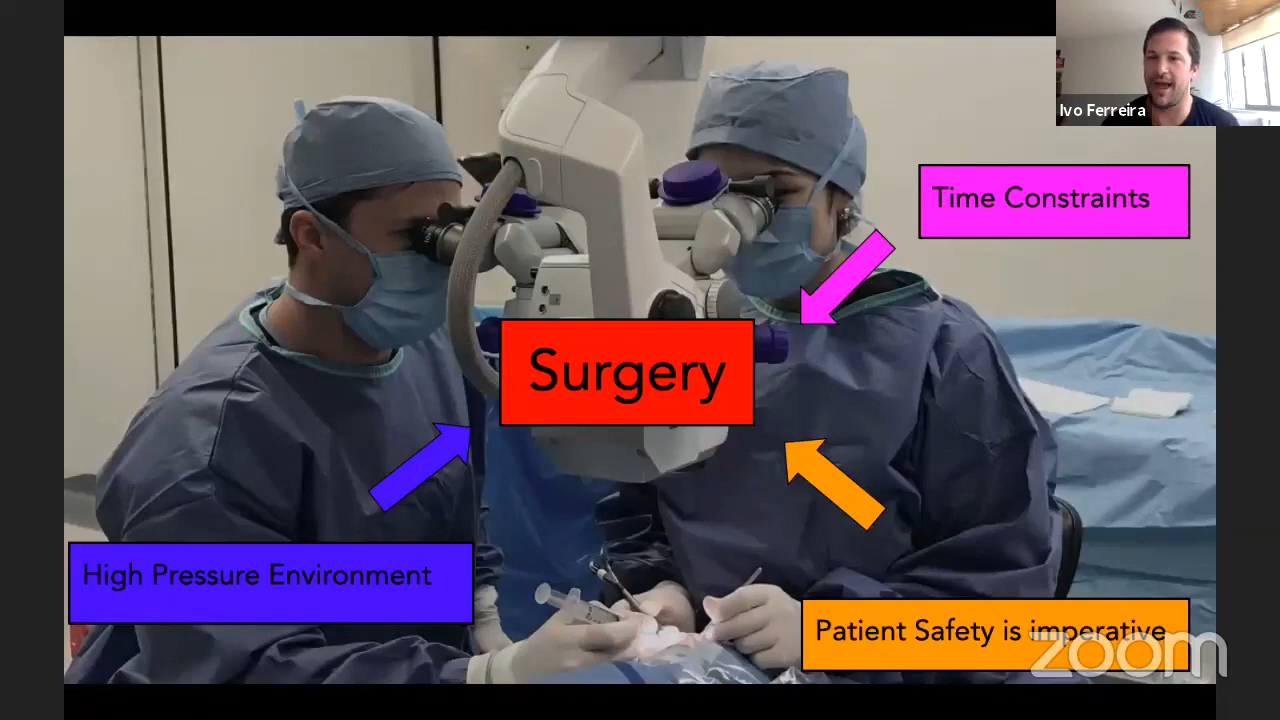 Ivo Ferreira
Time Constraints
Surgery
High Pressure Environment
Patient Safety is imperative
zoom